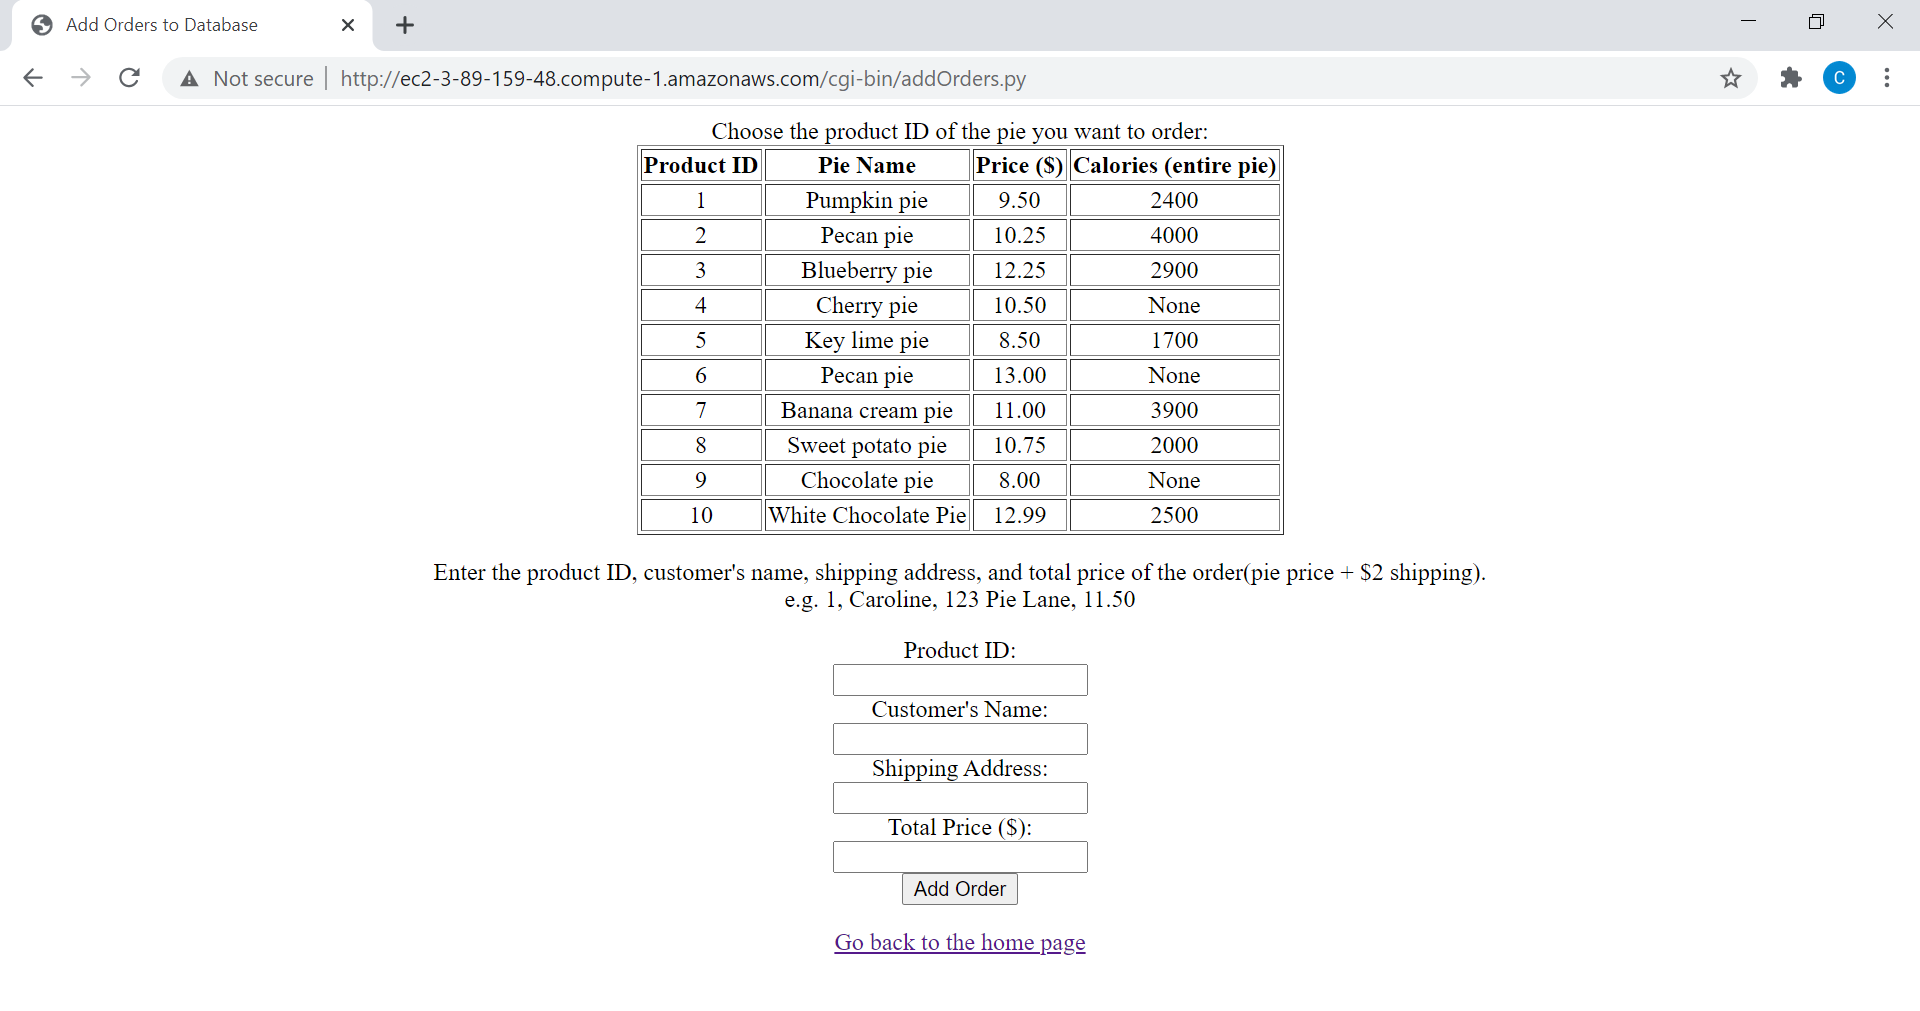 Add Orders to Database
Not secure http://ec2-3-89-159-48.compute-1.amazonaws.com/cgi-bin/addOrders.py C
Choose the product ID of the pie you want to order:
Product ID Pie Name Price ($) Calories (entire pie)
1 Pumpkin pie 9.50 2400
2 Pecan pie 10.25 4000
3 Blueberry pie 12.25 2900
4 Cherry pie 10.50 None
5 Key lime pie 8.50 1700
6 Pecan pie 13.00 None
7 Banana cream pie 11.00 3900
8 Sweet potato pie 10.75 2000
9 Chocolate pie 8.00 None
10 White Chocolate Pie 12.99 2500
Enter the product ID, customer's name, shipping address, and total price of the order(pie price + $2 shipping).
e.g. 1, Caroline, 123 Pie Lane, 11.50
Product ID:
Customer's Name:
Shipping Address:
Total Price ($):
Add Order
Go back to the home page